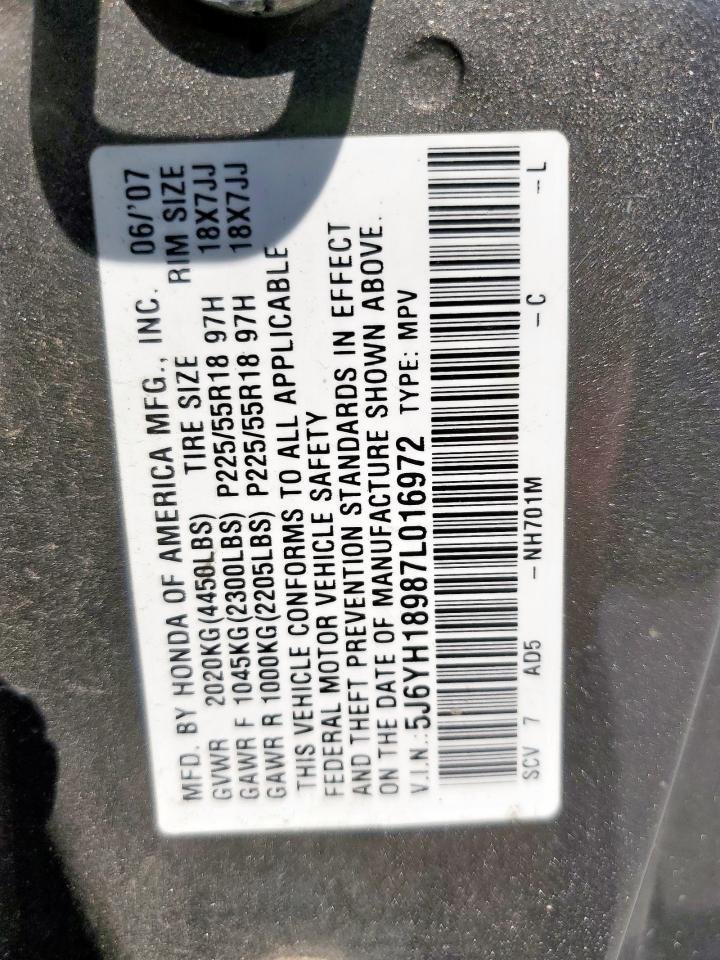 MFD. BY HONDA OF AMERICA MFG., INC. 06/'07
GVWR 2020KG(4450LBS) TIRE SIZE RIM SIZE
GAWR F 1045KG(2300LBS) P225/55R18 97H 18X7JJ
GAWR R 1000KG(2205LBS) P225/55R18 97H 18X7JJ
THIS VEHICLE CONFORMS TO ALL APPLICABLE
FEDERAL MOTOR VEHICLE SAFETY
AND THEFT PREVENTION STANDARDS IN EFFECT
ON THE DATE OF MANUFACTURE SHOWN ABOVE.
V.I.N.: 5J6YH18987L016972 TYPE: MPV
SCV 7 AD5 -NH701M -C -L